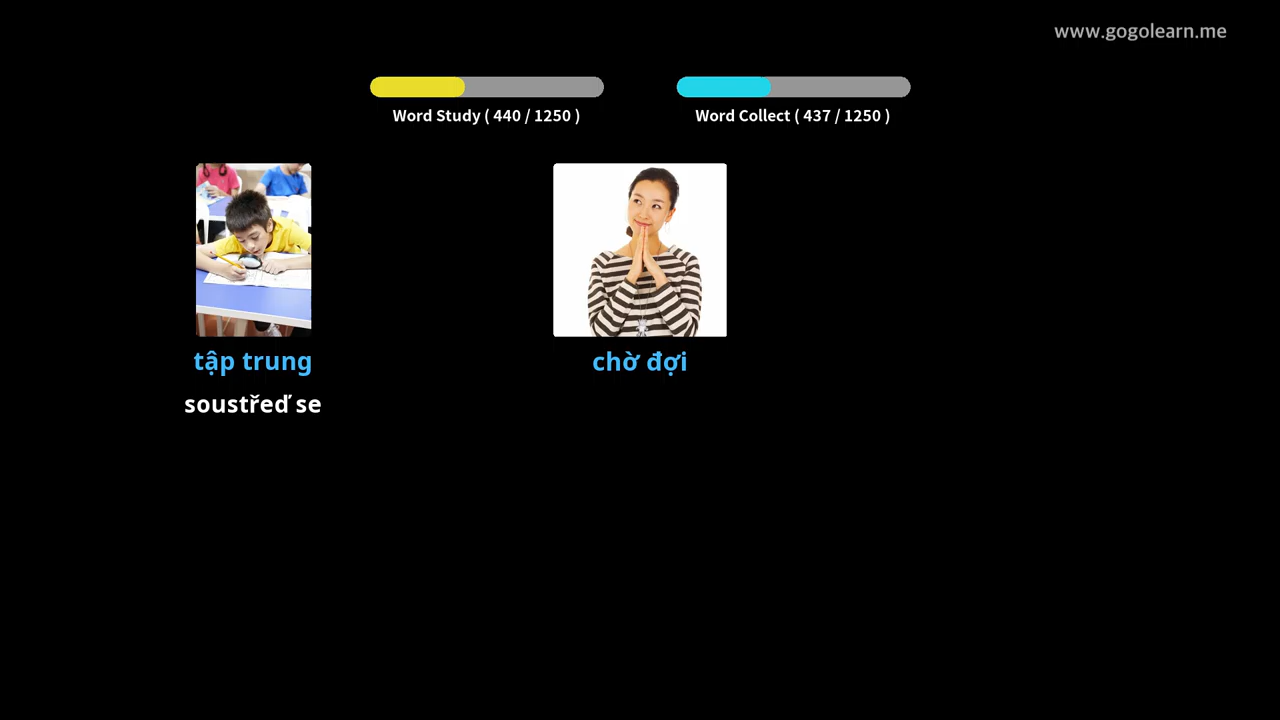 www.gogolearn.me
Word Study ( 440 / 1250 )
Word Collect ( 437 / 1250 )
tập trung
chờ đợi
soustřeď se